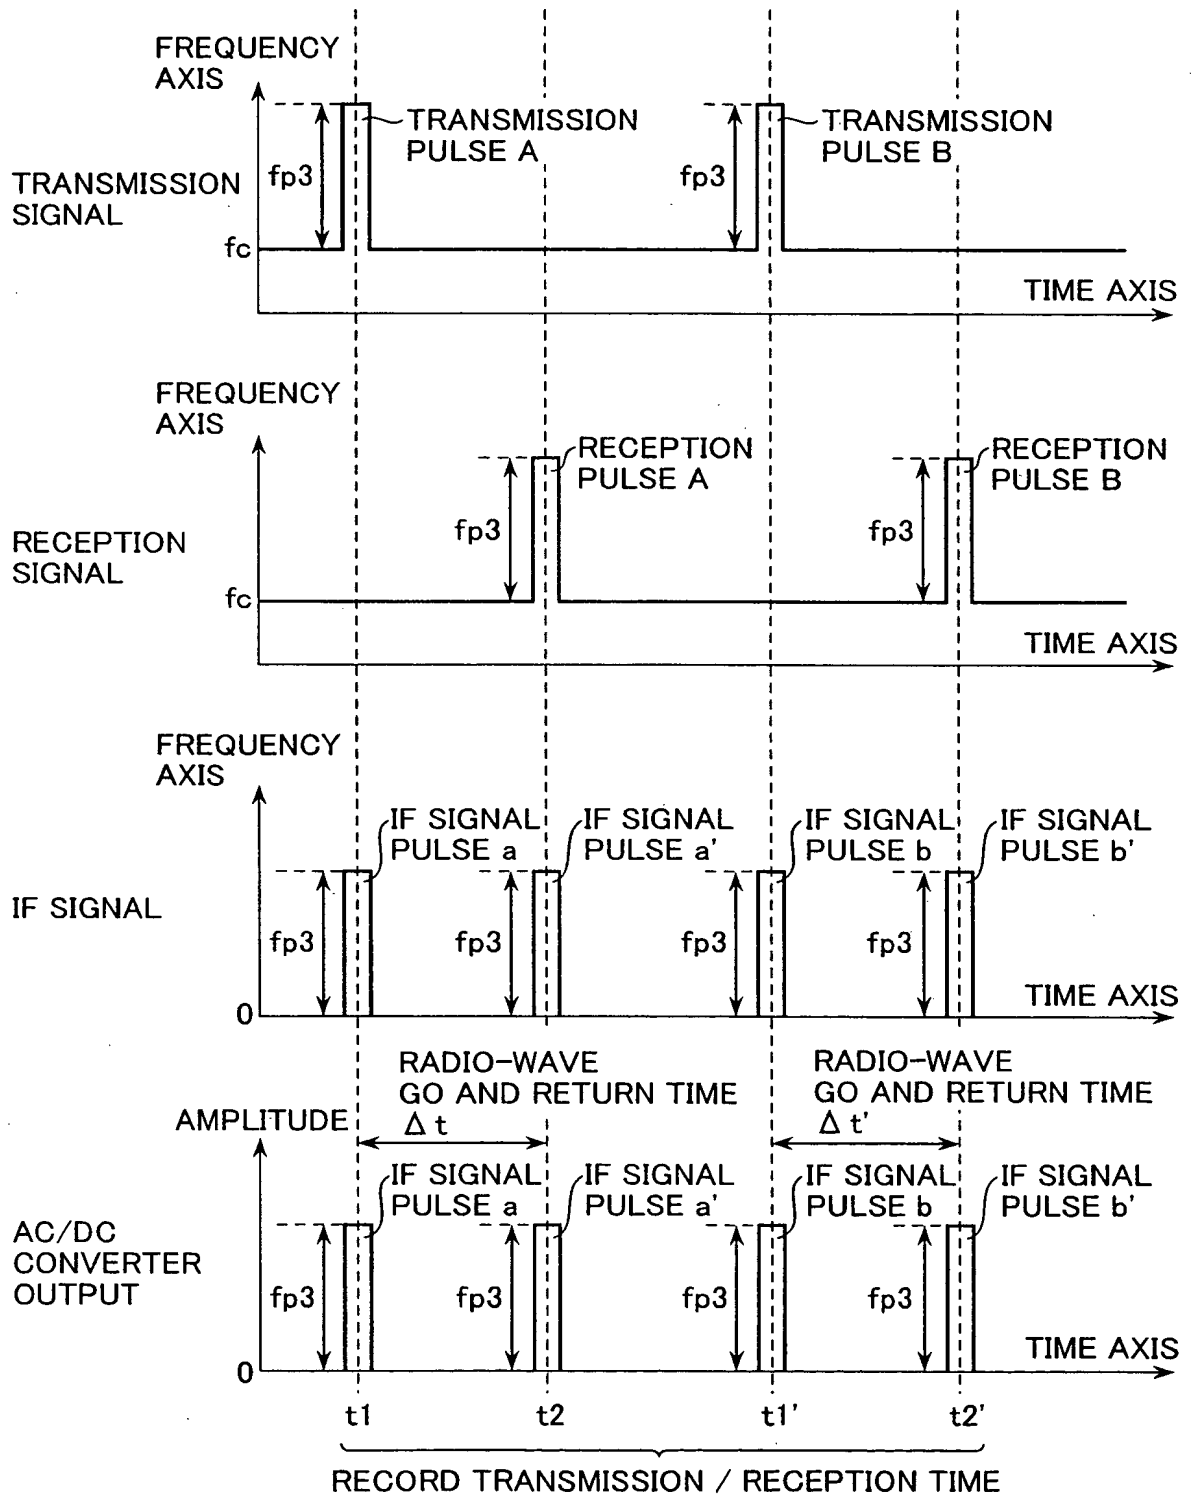 FREQUENCY
AXIS
TRANSMISSION
PULSE A
TRANSMISSION
PULSE B
fp3
fp3
TRANSMISSION
SIGNAL
fc
TIME AXIS
FREQUENCY
AXIS
RECEPTION
PULSE A
RECEPTION
PULSE B
fp3
fp3
RECEPTION
SIGNAL
fc
TIME AXIS
FREQUENCY
AXIS
IF SIGNAL
PULSE a
IF SIGNAL
PULSE a'
IF SIGNAL
PULSE b
IF SIGNAL
PULSE b'
IF SIGNAL
fp3
fp3
fp3
fp3
0
TIME AXIS
RADIO-WAVE
GO AND RETURN TIME
Δt
RADIO-WAVE
GO AND RETURN TIME
Δt'
AMPLITUDE
IF SIGNAL
PULSE a
IF SIGNAL
PULSE a'
IF SIGNAL
PULSE b
IF SIGNAL
PULSE b'
AC/DC
CONVERTER
OUTPUT
fp3
fp3
fp3
fp3
0
TIME AXIS
t1
t2
t1'
t2'
RECORD TRANSMISSION / RECEPTION TIME